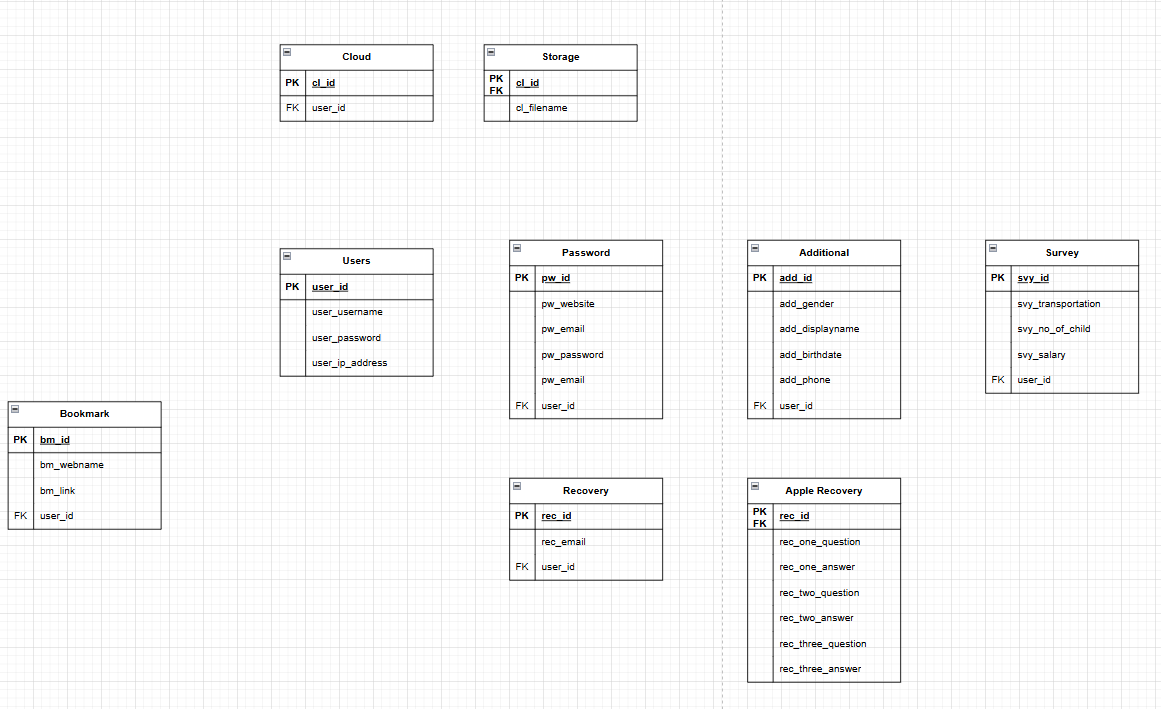 Cloud
PK cl_id
FK user_id
Storage
PK
FK cl_id
cl_filename
Users
PK user_id
user_username
user_password
user_ip_address
Password
PK pw_id
pw_website
pw_email
pw_password
pw_email
FK user_id
Additional
PK add_id
add_gender
add_displayname
add_birthdate
add_phone
FK user_id
Survey
PK svy_id
svy_transportation
svy_no_of_child
svy_salary
FK user_id
Bookmark
PK bm_id
bm_webname
bm_link
FK user_id
Recovery
PK rec_id
rec_email
FK user_id
Apple Recovery
PK
FK rec_id
rec_one_question
rec_one_answer
rec_two_question
rec_two_answer
rec_three_question
rec_three_answer